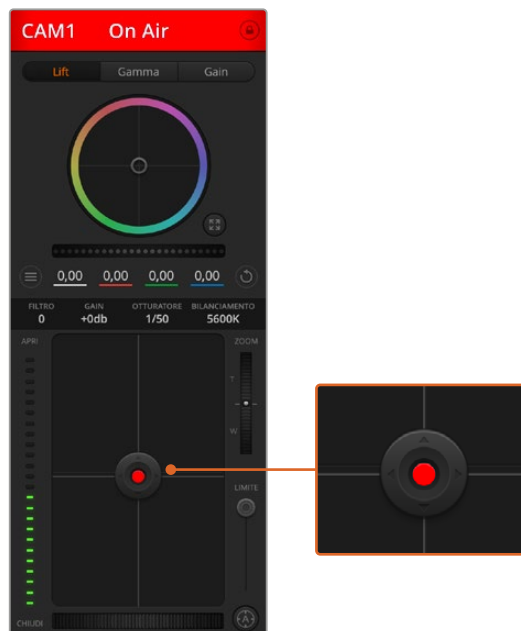 CAM1 On Air
Lift Gamma Gain
0,00 0,00 0,00 0,00
FILTRO GAIN OTTURATORE BILANCIAMENTO
0 +0db 1/50 5600K
APRI ZOOM
T
W
LIMITE
CHIUDI A